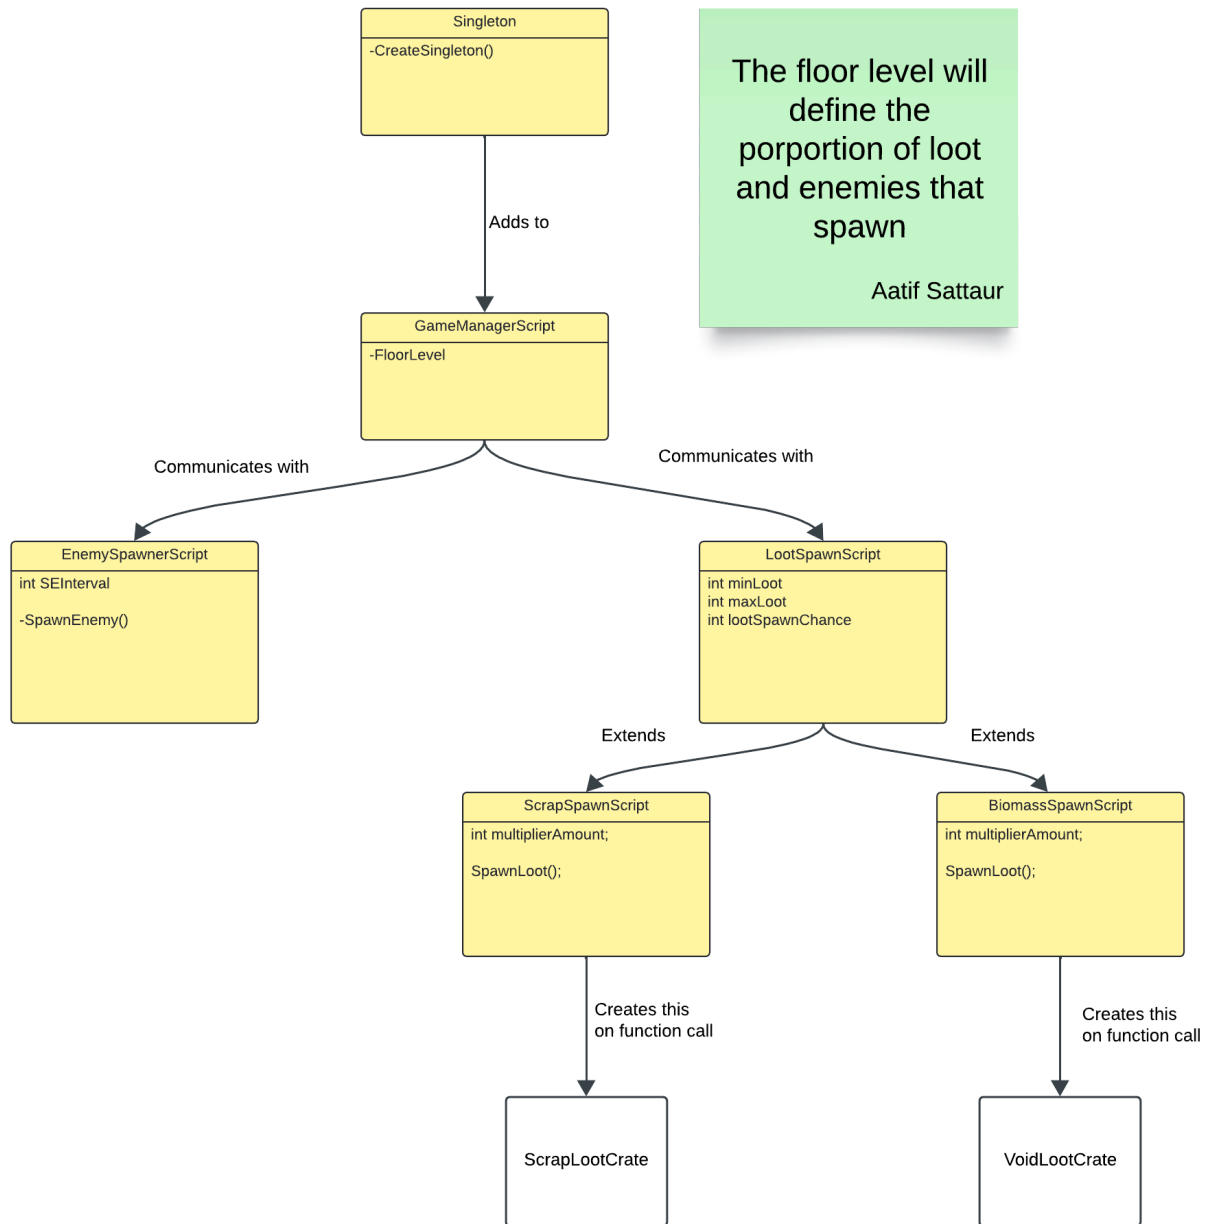 Singleton
-CreateSingleton()
The floor level will
define the
porportion of loot
and enemies that
spawn
Aatif Sattaur
Adds to
GameManagerScript
-FloorLevel
Communicates with
Communicates with
EnemySpawnerScript
int SEInterval
-SpawnEnemy()
LootSpawnScript
int minLoot
int maxLoot
int lootSpawnChance
Extends
Extends
ScrapSpawnScript
int multiplierAmount;
SpawnLoot();
BiomassSpawnScript
int multiplierAmount;
SpawnLoot();
Creates this
on function call
Creates this
on function call
ScrapLootCrate
VoidLootCrate